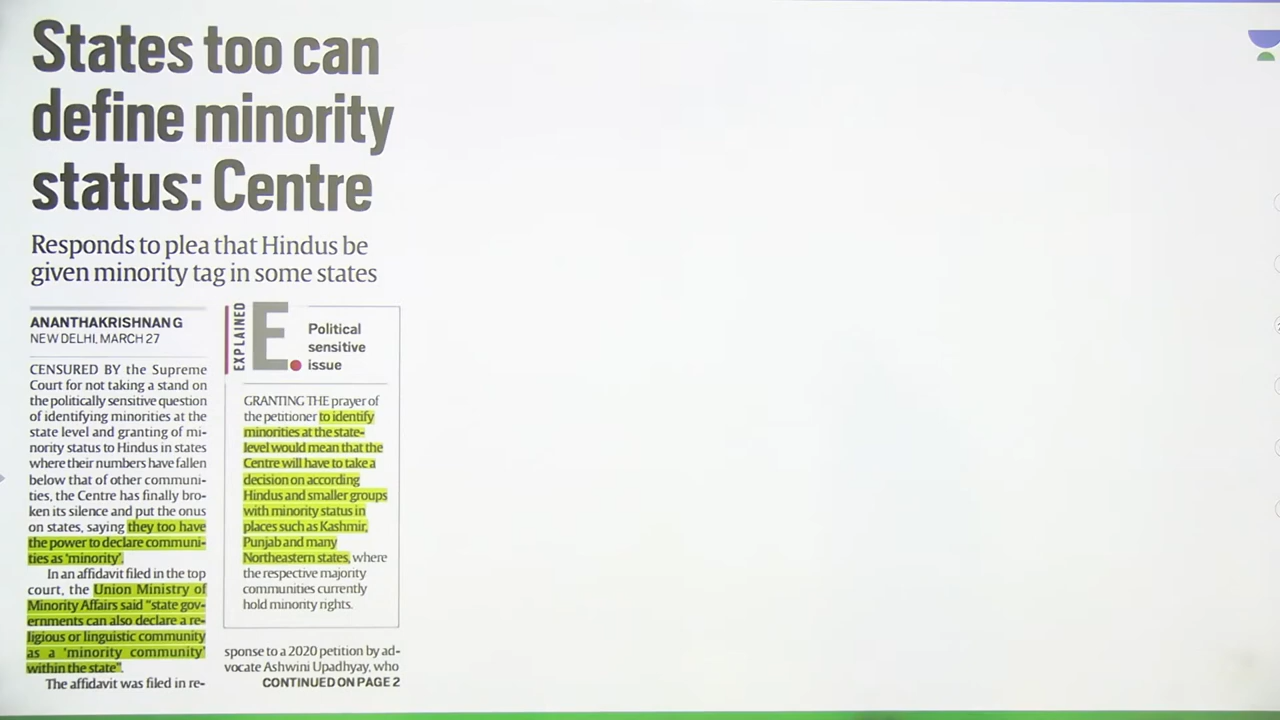 States too can
define minority
status: Centre
Responds to plea that Hindus be
given minority tag in some states
ANANTHAKRISHNAN G
NEW DELHI, MARCH 27
CENSURED BY the Supreme
Court for not taking a stand on
the politically sensitive question
of identifying minorities at the
state level and granting of mi-
nority status to Hindus in states
where their numbers have fallen
below that of other communi-
ties, the Centre has finally bro-
ken its silence and put the onus
on states, saying they too have
the power to declare communi-
ties as 'minority'.
In an affidavit filed in the top
court, the Union Ministry of
Minority Affairs said "state gov-
ernments can also declare a re-
ligious or linguistic community
as a 'minority community'
within the state".
The affidavit was filed in re-
EXPLAINED
E.
Political
sensitive
issue
GRANTING THE prayer of
the petitioner to identify
minorities at the state-
level would mean that the
Centre will have to take a
decision on according
Hindus and smaller groups
with minority status in
places such as Kashmir,
Punjab and many
Northeastern states, where
the respective majority
communities currently
hold minority rights.
sponse to a 2020 petition by ad-
vocate Ashwini Upadhyay, who
CONTINUED ON PAGE 2